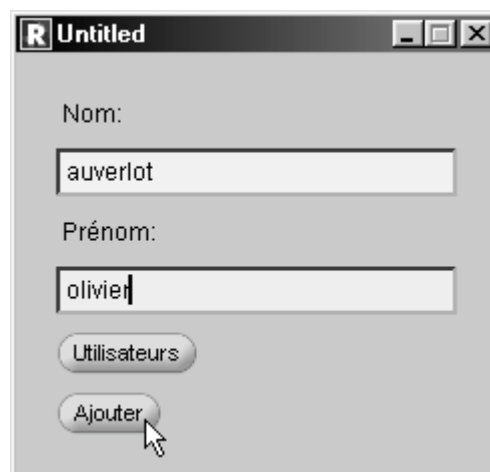 R Untitled
Nom:
auverlot
Prénom:
olivier
Utilisateurs
Ajouter